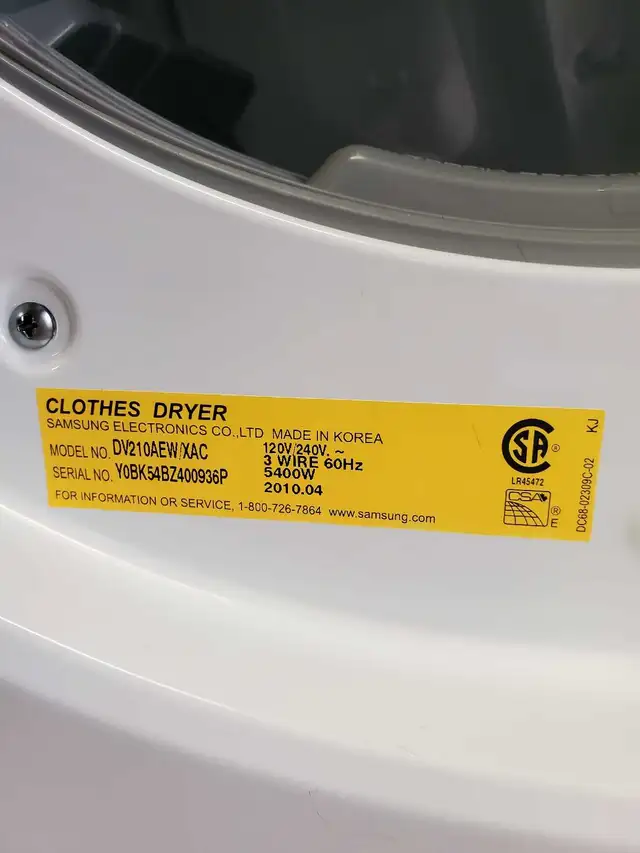 CLOTHES DRYER
SAMSUNG ELECTRONICS CO.,LTD MADE IN KOREA
MODEL NO. DV210AEW/XAC
SERIAL NO. Y0BK54BZ400936P
120V/240V. ~
3 WIRE 60Hz
5400W
2010.04
FOR INFORMATION OR SERVICE, 1-800-726-7864 www.samsung.com
SA ®
LR45472
CSA
® E
DC68-02309C-02 KJ